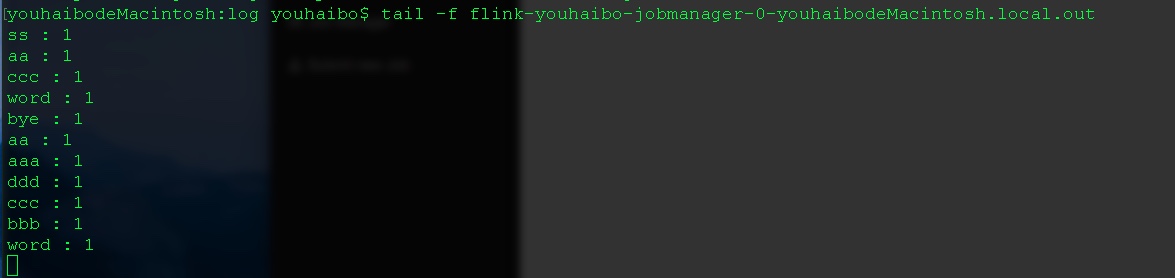 [youhaibodeMacintosh:log youhaibo$ tail -f flink-youhaibo-jobmanager-0-youhaibodeMacintosh.local.out
ss : 1
aa : 1
ccc : 1
word : 1
bye : 1
aa : 1
aaa : 1
ddd : 1
ccc : 1
bbb : 1
word : 1